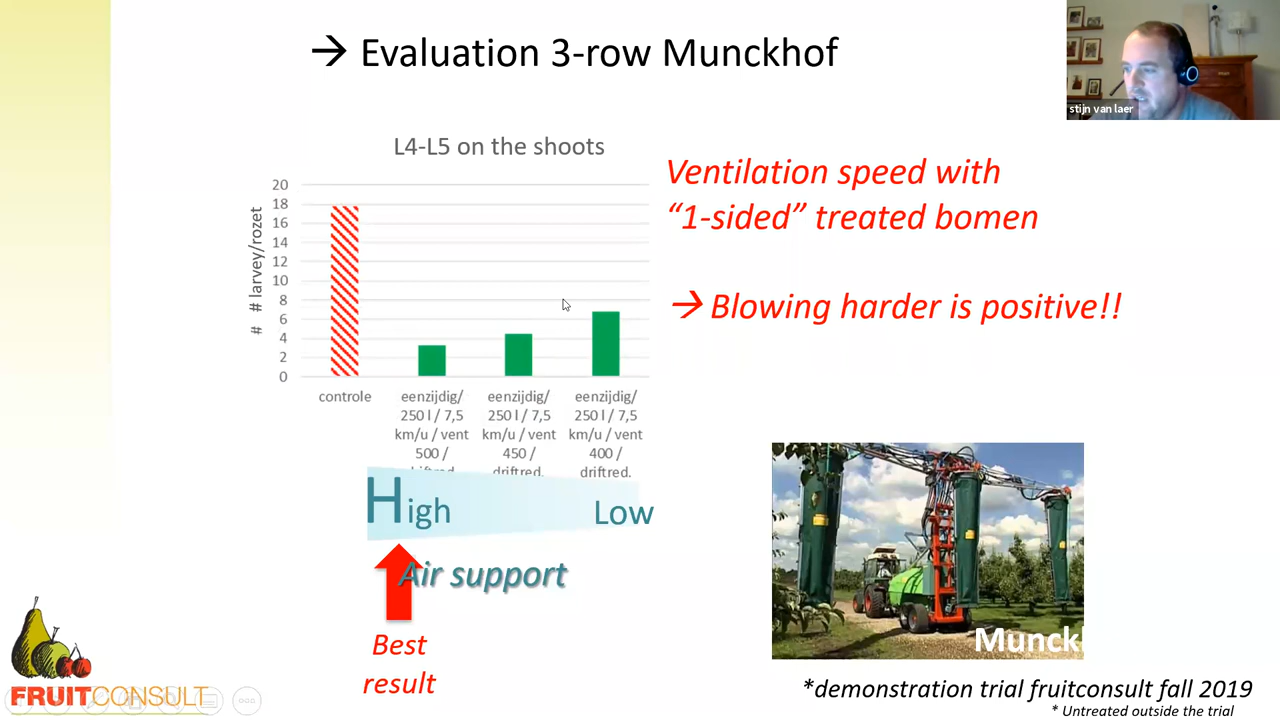 → Evaluation 3-row Munckhof
stijn van laer
L4-L5 on the shoots
Ventilation speed with
“1-sided” treated bomen
→ Blowing harder is positive!!
# # larvey/rozet
20
18
16
14
12
10
8
6
4
2
0
controle
eenzijdig/ 250 l / 7,5 km/u / vent 500 /
eenzijdig/ 250 l / 7,5 km/u / vent 450 / driftred.
eenzijdig/ 250 l / 7,5 km/u / vent 400 / driftred.
High
Low
Air support
Best
result
Munck
FRUITCONSULT
*demonstration trial fruitconsult fall 2019
* Untreated outside the trial